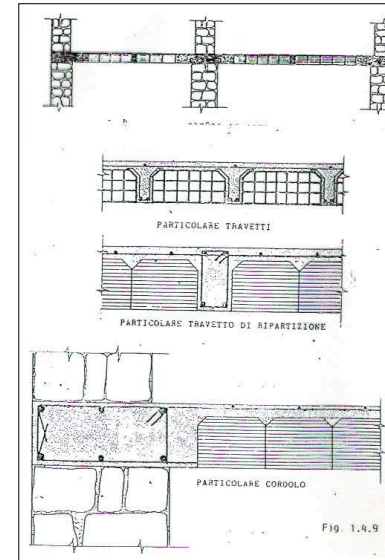 PARTICOLARE TRAVETTI
PARTICOLARE TRAVETTO DI RIPARTIZIONE
PARTICOLARE CORDOLO
Fig. 1.4.9